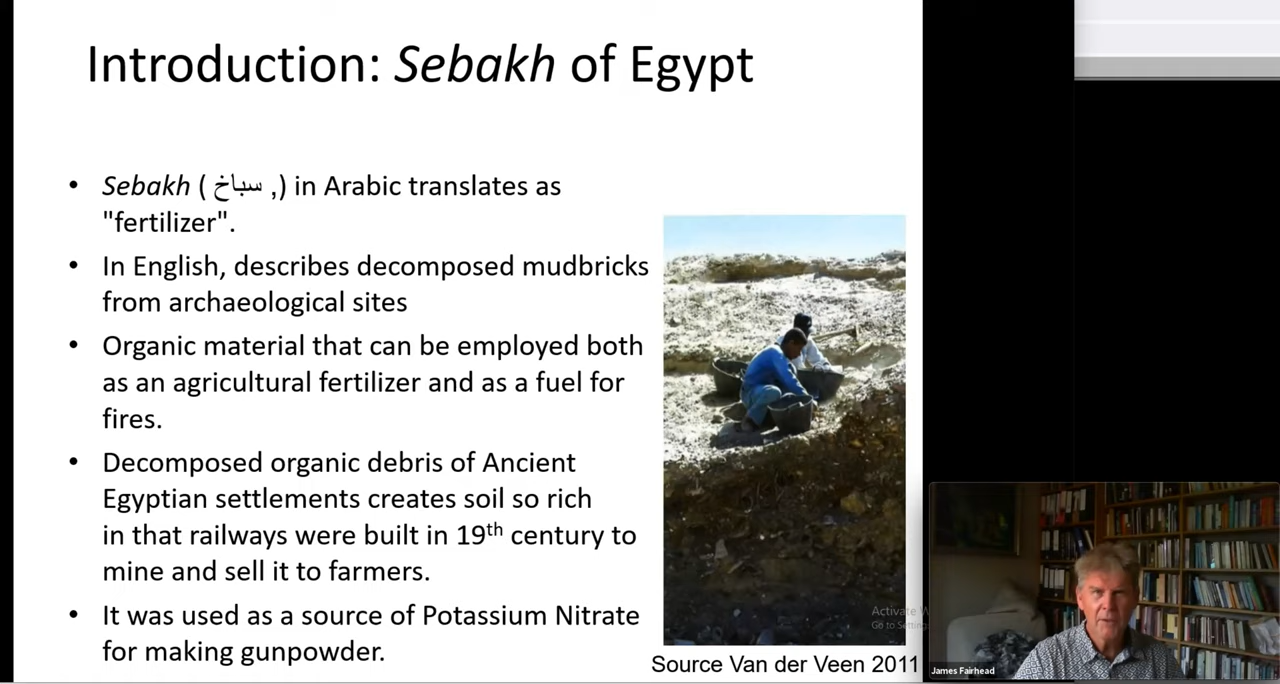 Introduction: Sebakh of Egypt
• Sebakh ( سباخ ,) in Arabic translates as
"fertilizer".
• In English, describes decomposed mudbricks
from archaeological sites
• Organic material that can be employed both
as an agricultural fertilizer and as a fuel for
fires.
• Decomposed organic debris of Ancient
Egyptian settlements creates soil so rich
in that railways were built in 19th century to
mine and sell it to farmers.
• It was used as a source of Potassium Nitrate
for making gunpowder.
Activate W
Go to Setting
Source Van der Veen 2011
James Fairhead